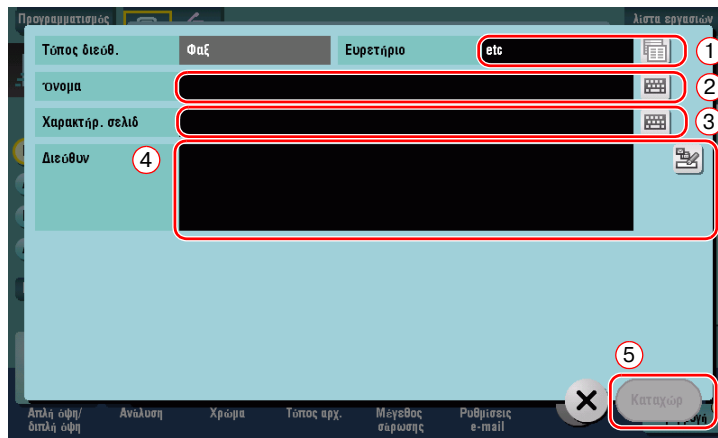 Προγραμματισμός
λίστα εργασιών
Τύπος διεύθ.
Φαξ
Ευρετήριο
etc
1
Όνομα
2
Χαρακτήρ. σελιδ
3
Διεύθυν
4
5
Καταχώρ
Απλή όψη/
διπλή όψη
Ανάλυση
Χρώμα
Τύπος αρχ.
Μέγεθος
σάρωσης
Ρυθμίσεις
e-mail